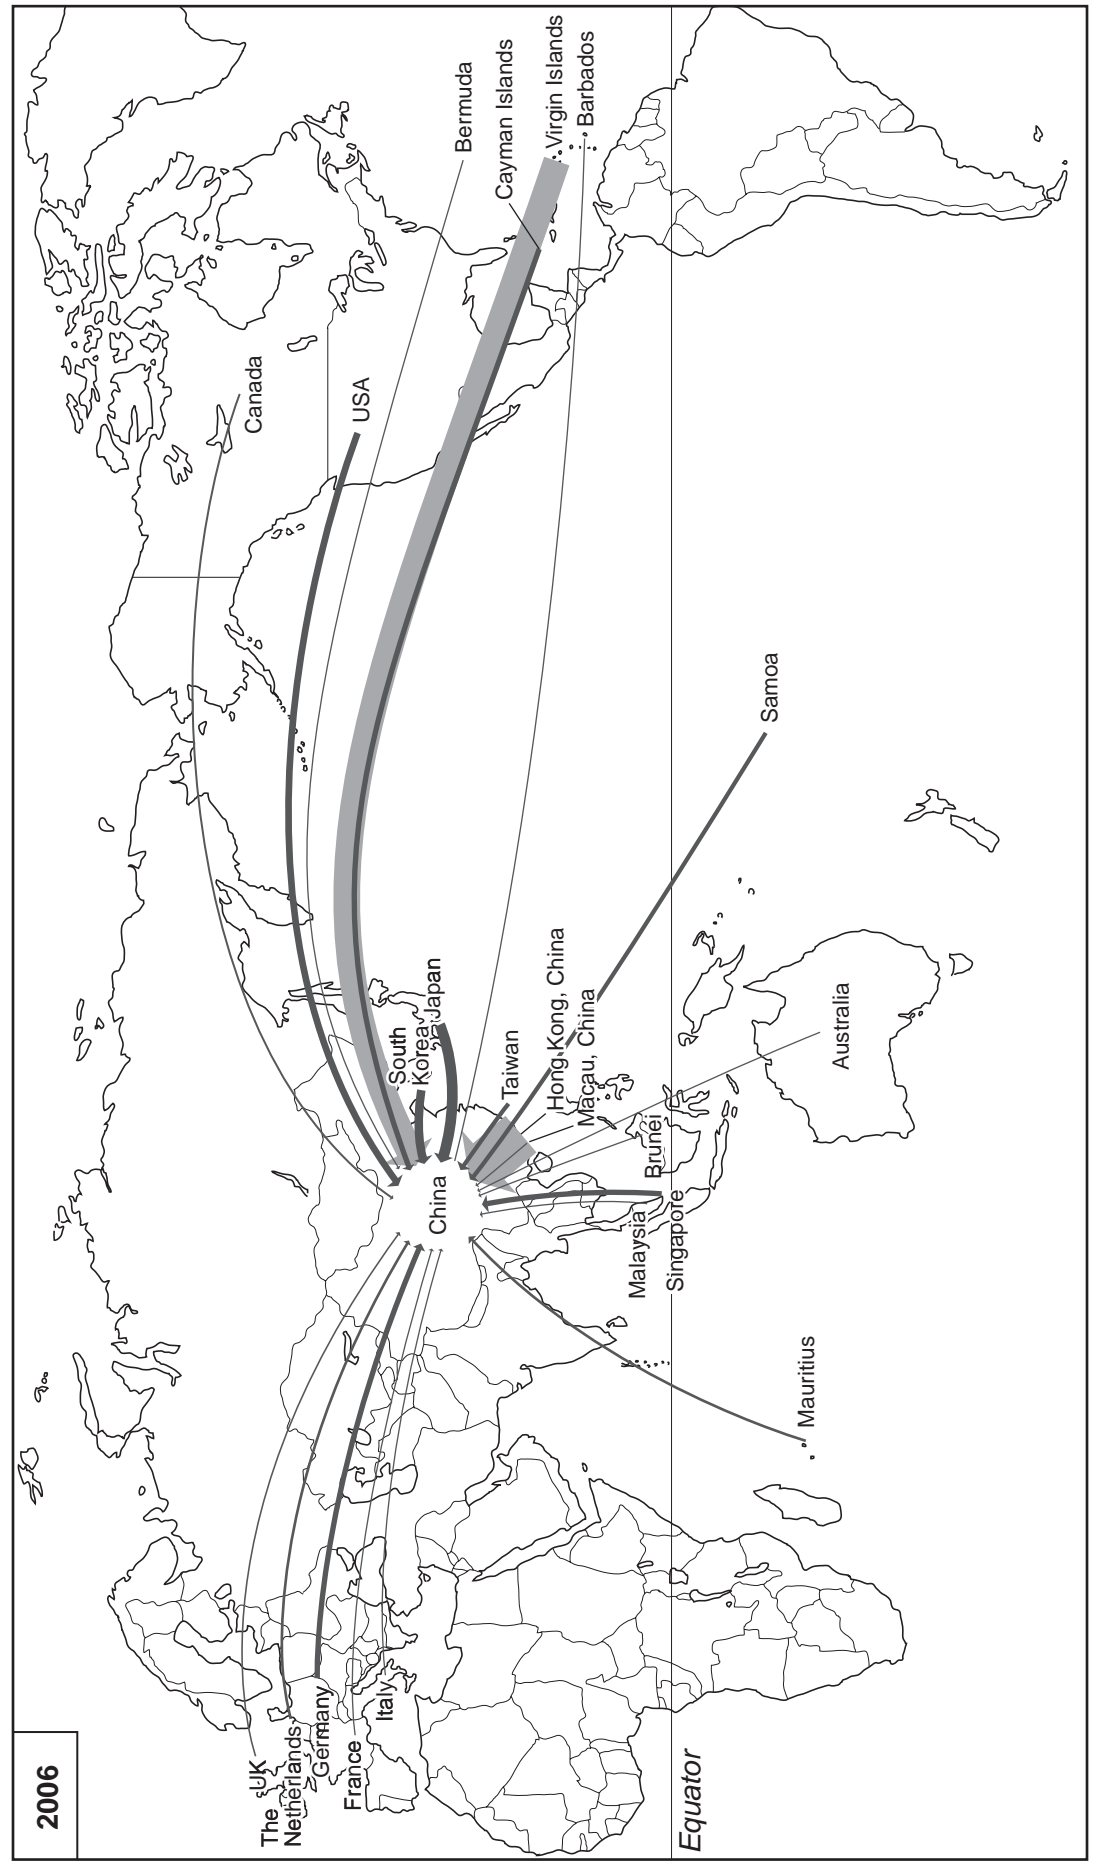 2006
Canada
USA
Bermuda
Cayman Islands
Virgin Islands
Barbados
UK
The
Netherlands
Germany
France
Italy
China
South
Korea
Japan
Taiwan
Hong Kong, China
Macau, China
Samoa
Brunei
Malaysia
Singapore
Australia
Mauritius
Equator